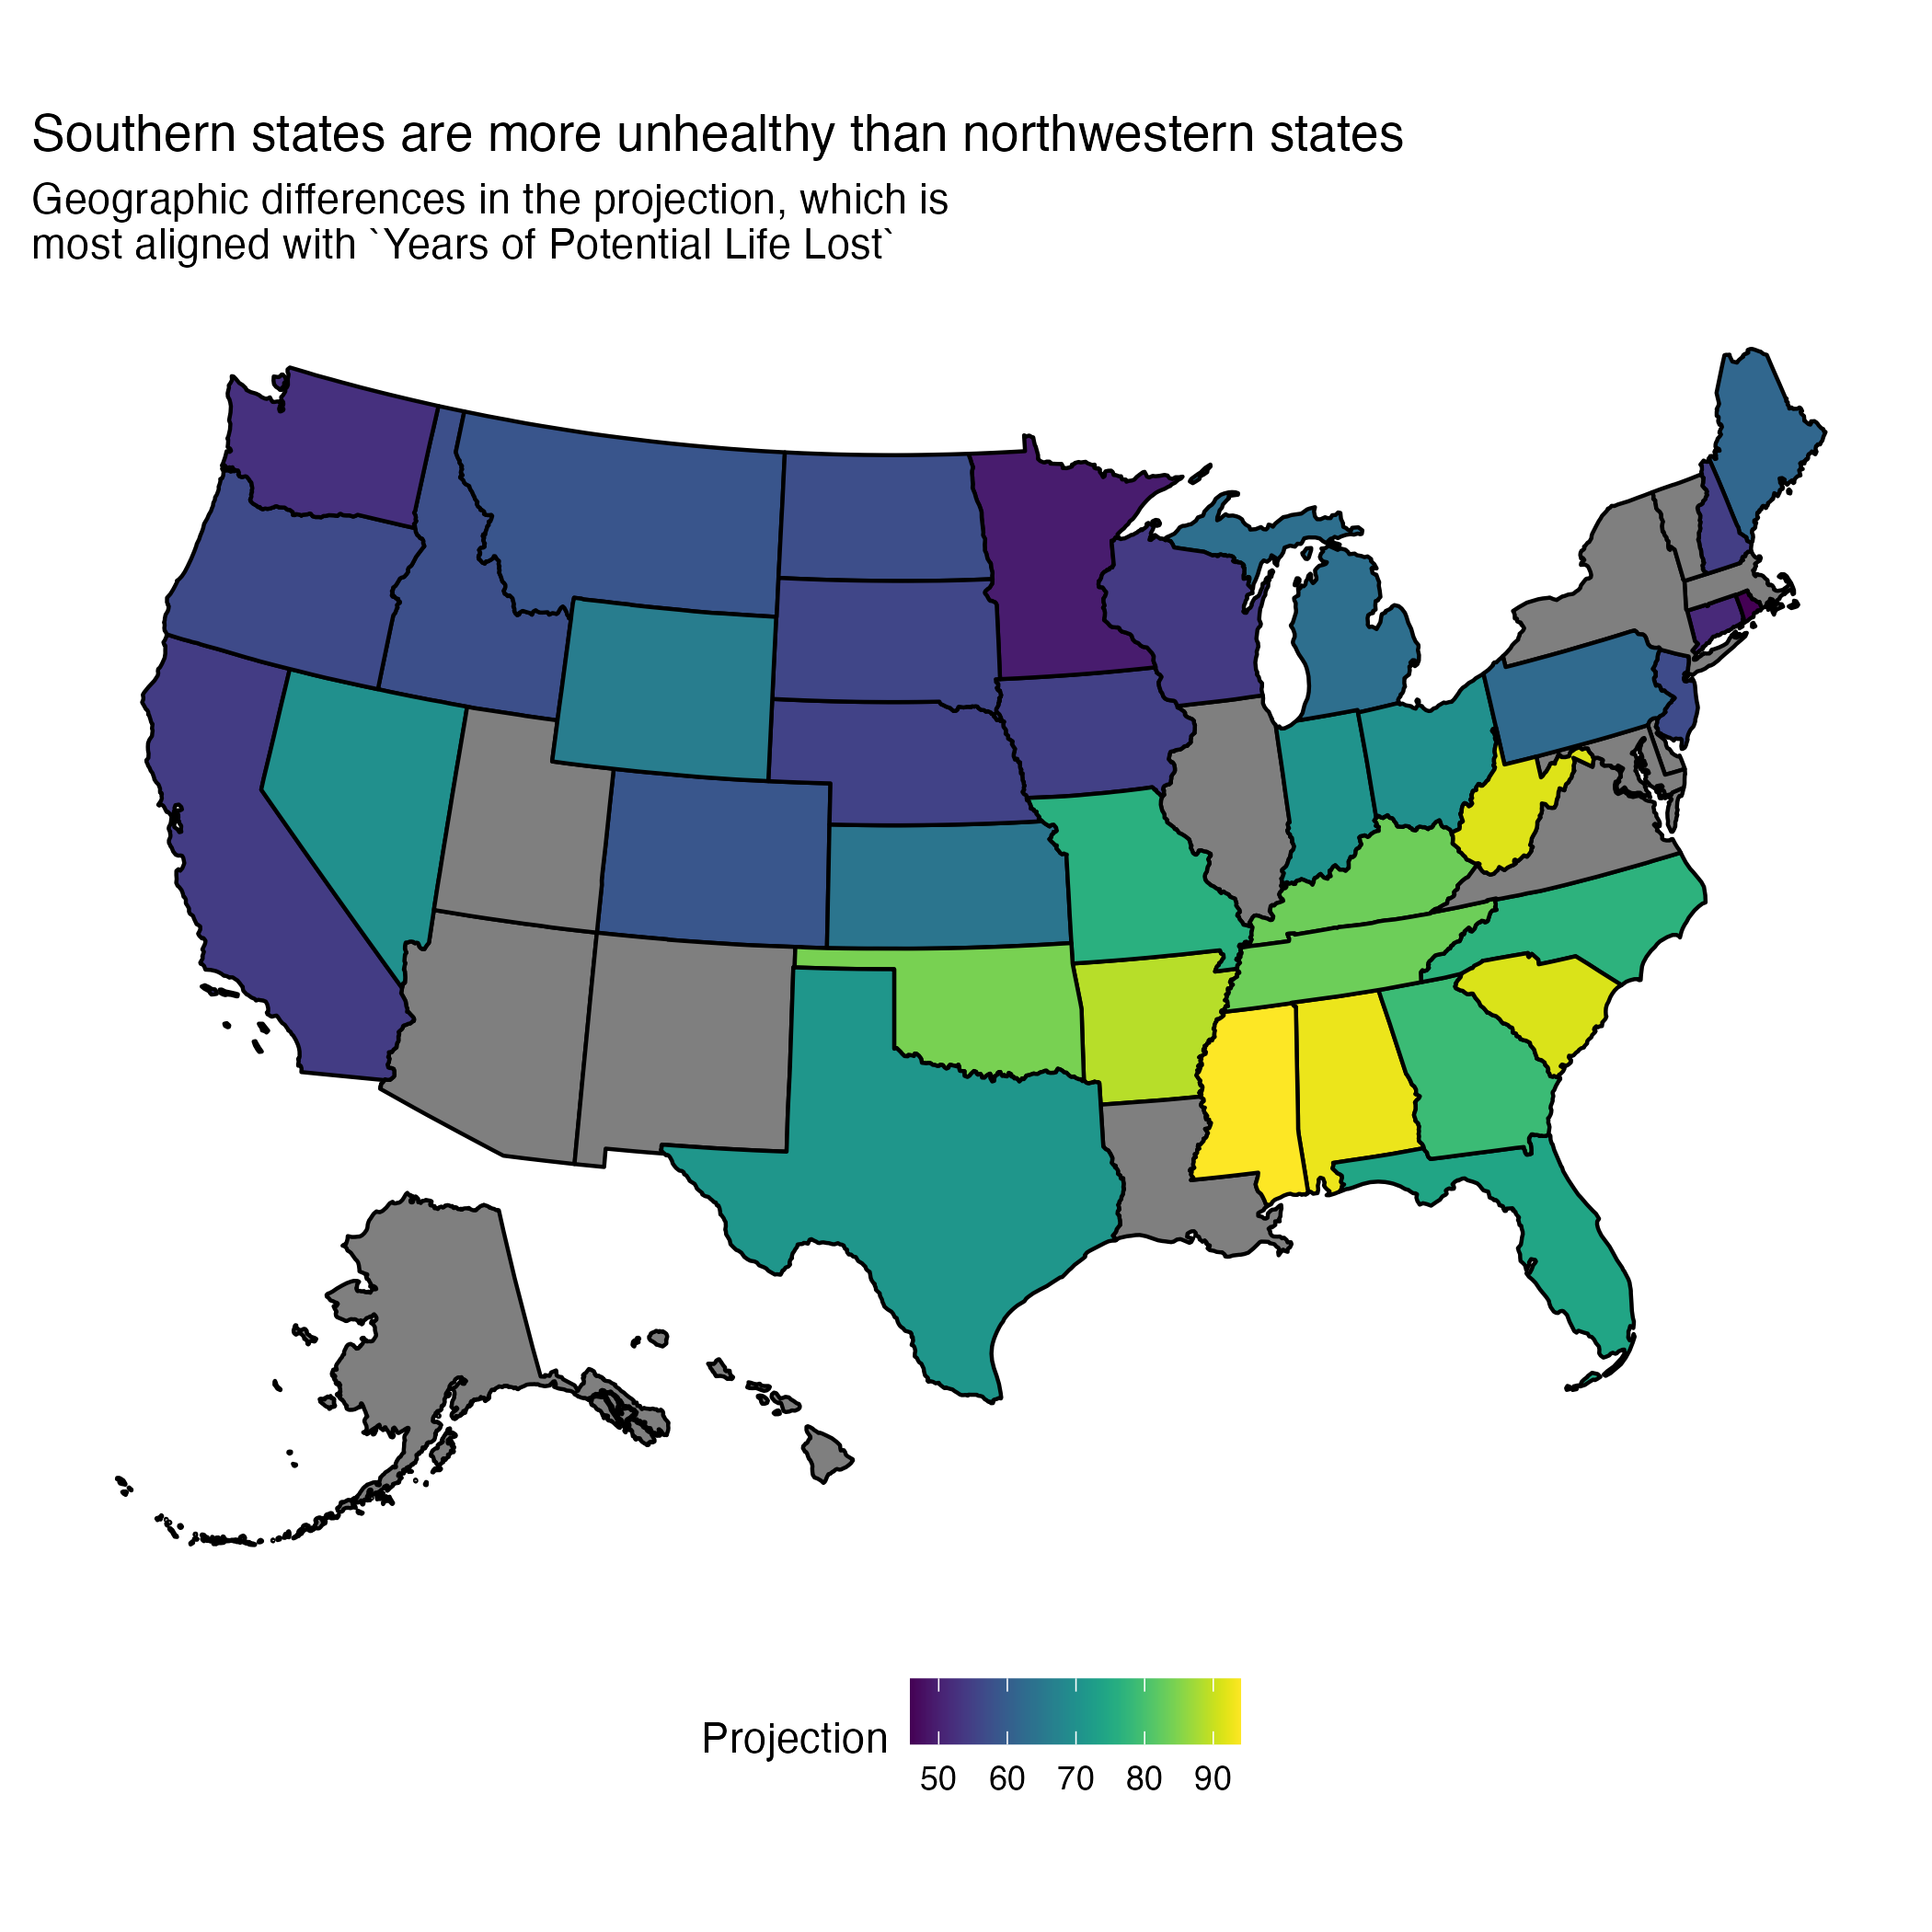 Southern states are more unhealthy than northwestern states
Geographic differences in the projection, which is
most aligned with `Years of Potential Life Lost`
Projection
50 60 70 80 90